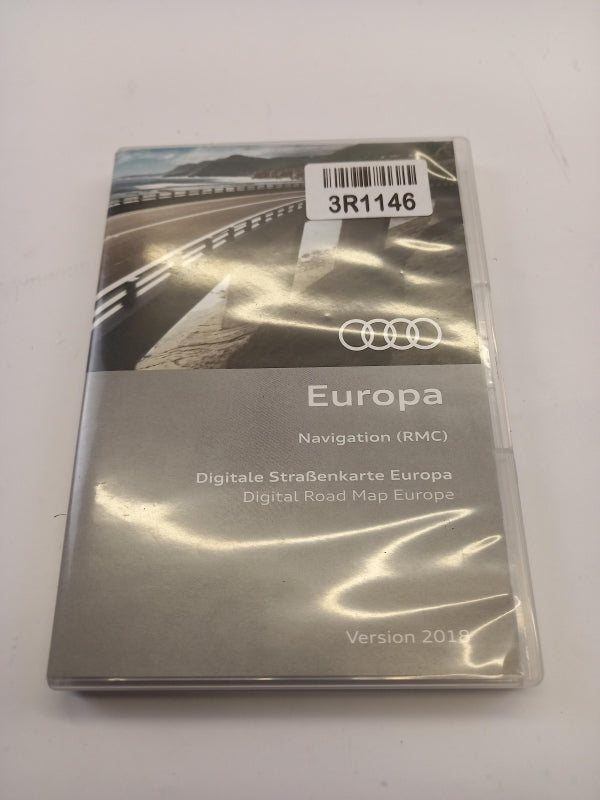 3R1146
Europa
Navigation (RMC)
Digitale Straßenkarte Europa
Digital Road Map Europe
Version 2018